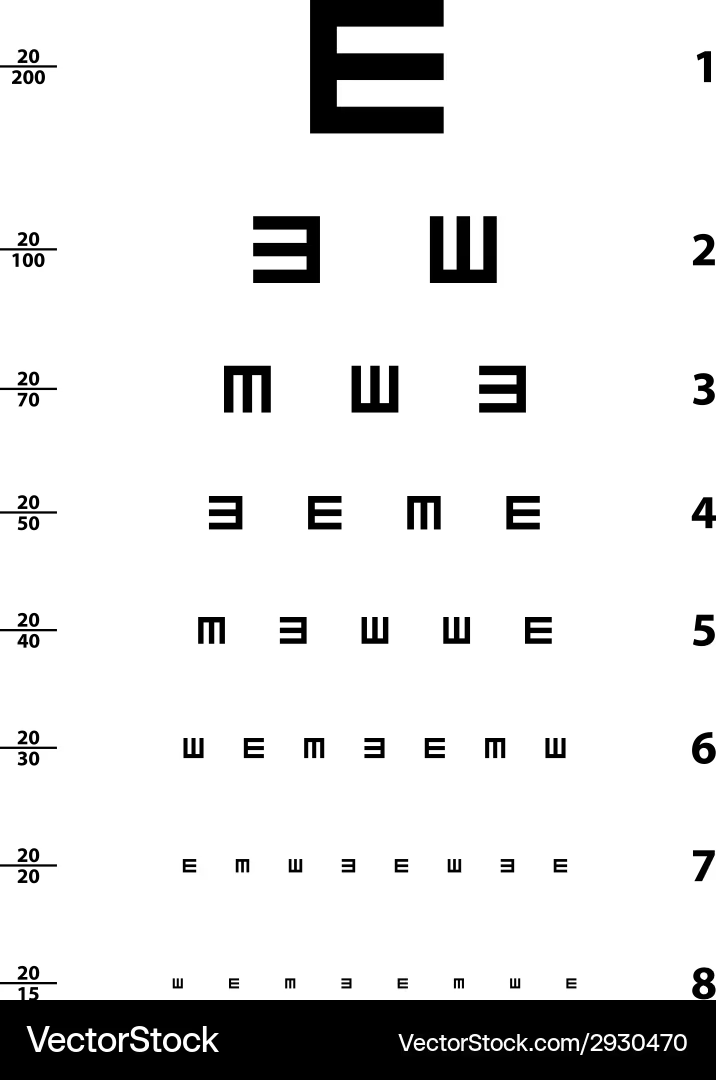 20/200 E 1
20/100 Ǝ Ш 2
20/70 M Ш Ǝ 3
20/50 Ǝ E M E 4
20/40 M Ǝ Ш Ш E 5
20/30 Ш E M Ǝ E M Ш 6
20/20 E M Ш Ǝ E Ш Ǝ E 7
20/15 Ш E M Ǝ E M Ш E 8
VectorStock VectorStock.com/2930470